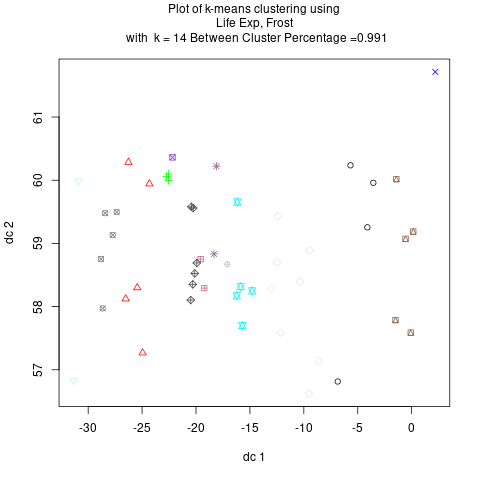 Plot of k-means clustering using
Life Exp, Frost
with k = 14 Between Cluster Percentage =0.991
61
60
59
58
57
dc 2
-30 -25 -20 -15 -10 -5 0
dc 1